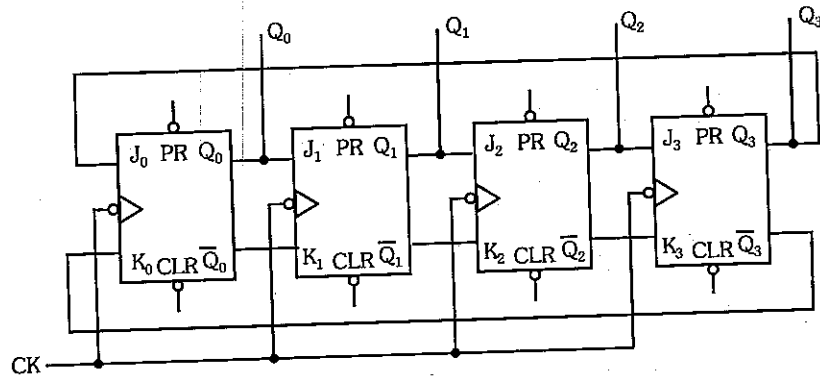 Q₀ Q₁ Q₂ Q₃
J₀ PR Q₀ J₁ PR Q₁ J₂ PR Q₂ J₃ PR Q₃
K₀ CLR Q̅₀ K₁ CLR Q̅₁ K₂ CLR Q̅₂ K₃ CLR Q̅₃
CK